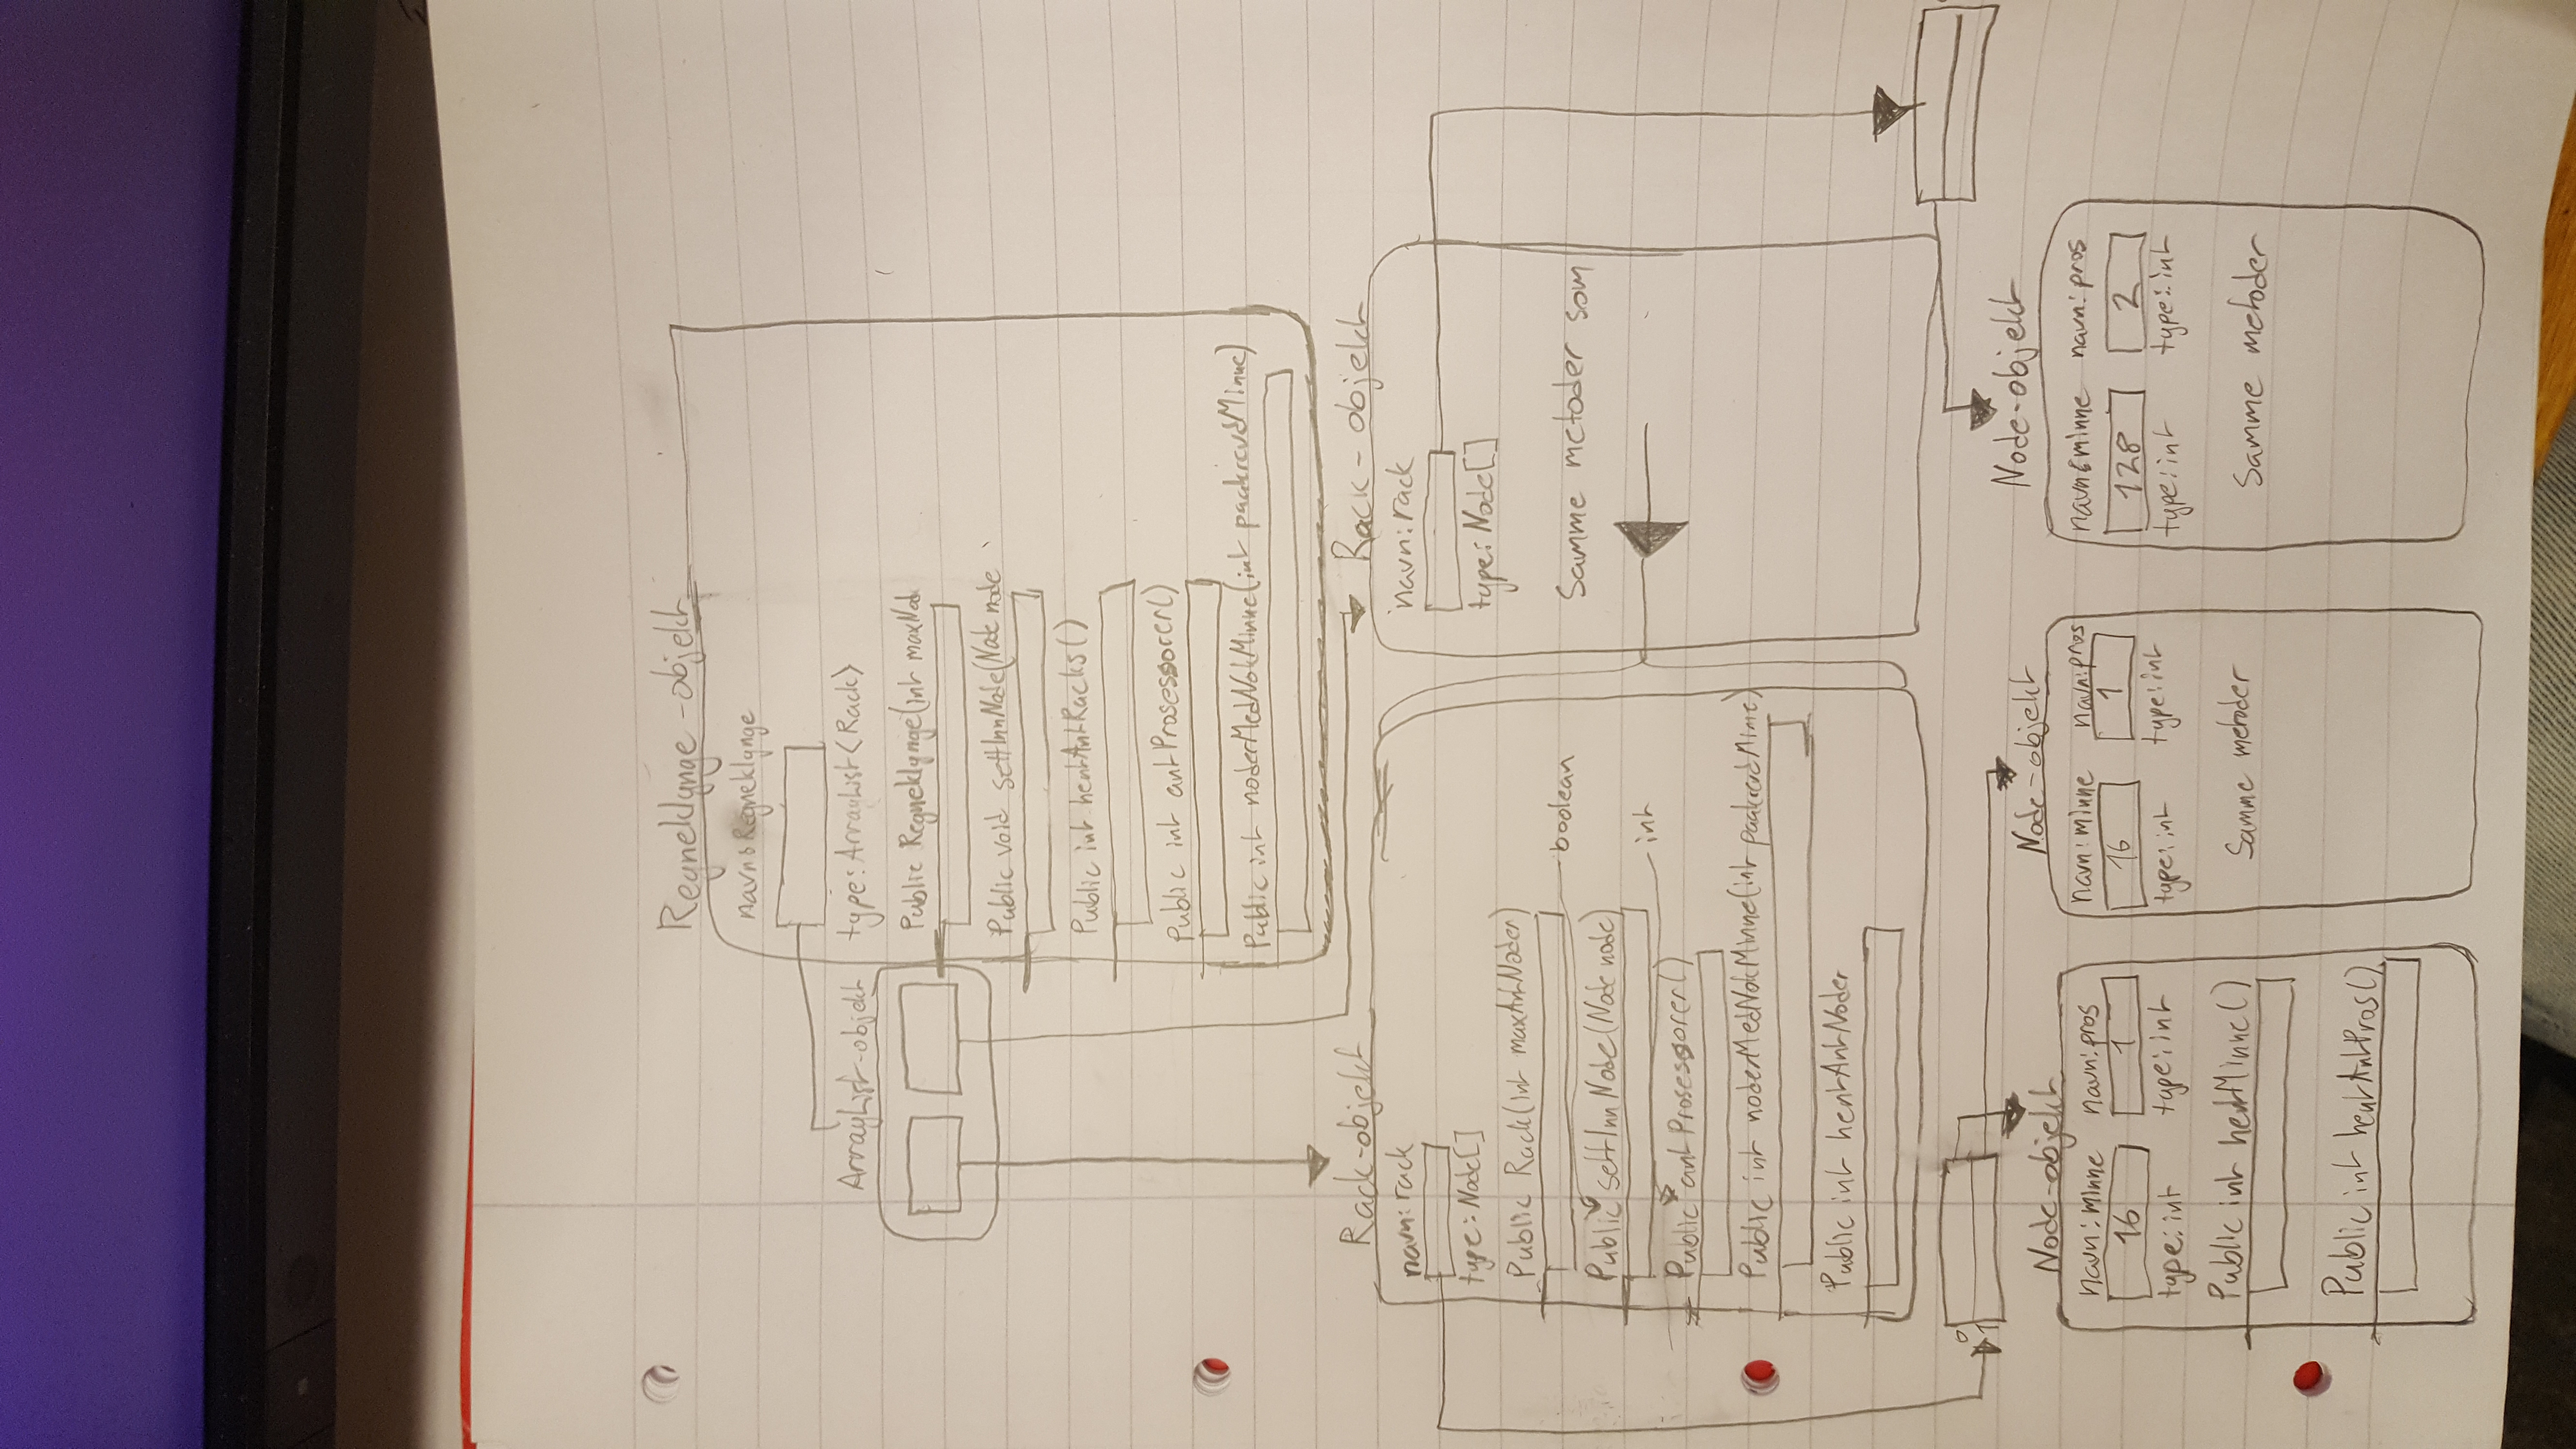 Regneklynge-objekt
navn: Regneklynge
type: ArrayList<Rack>
ArrayList-objekt
Public Regneklynge(int maxNod
Public void settInnNode(Node node
Public int hentAntRacks()
Public int antProsessorer()
Public int noderMedNokMinne(int paakrevdMinne)
Rack-objekt
navn: rack
type: Node[]
Public Rack(int maxAntNoder)
boolean
Public settInnNode(Node node)
int
Public antProsessorer()
Public int noderMedNokMinne(int paakrevdMinne)
Public int hentAntNoder
Rack-objekt
navn: rack
type: Node[]
Samme metoder som
0
1
Node-objekt
navn: minne navn: pros
16 1
type: int type: int
Public int hentMinne()
Public int hentAntPros()
Node-objekt
navn: minne navn: pros
16 1
type: int type: int
Samme metoder
Node-objekt
navn: minne navn: pros
128 2
type: int type: int
Samme metoder